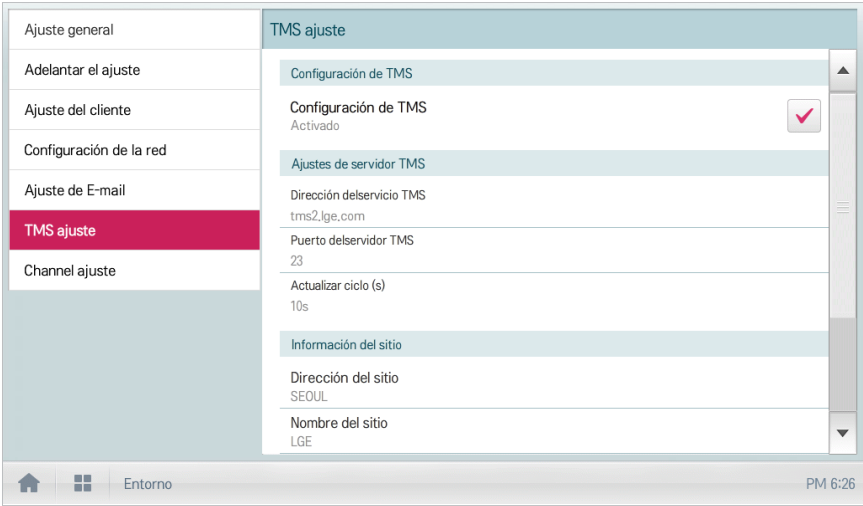 Ajuste general
Adelantar el ajuste
Ajuste del cliente
Configuración de la red
Ajuste de E-mail
TMS ajuste
Channel ajuste
TMS ajuste
Configuración de TMS
Configuración de TMS
Activado
Ajustes de servidor TMS
Dirección delservicio TMS
tms2.lge.com
Puerto delservidor TMS
23
Actualizar ciclo (s)
10s
Información del sitio
Dirección del sitio
SEOUL
Nombre del sitio
LGE
Entorno
PM 6:26